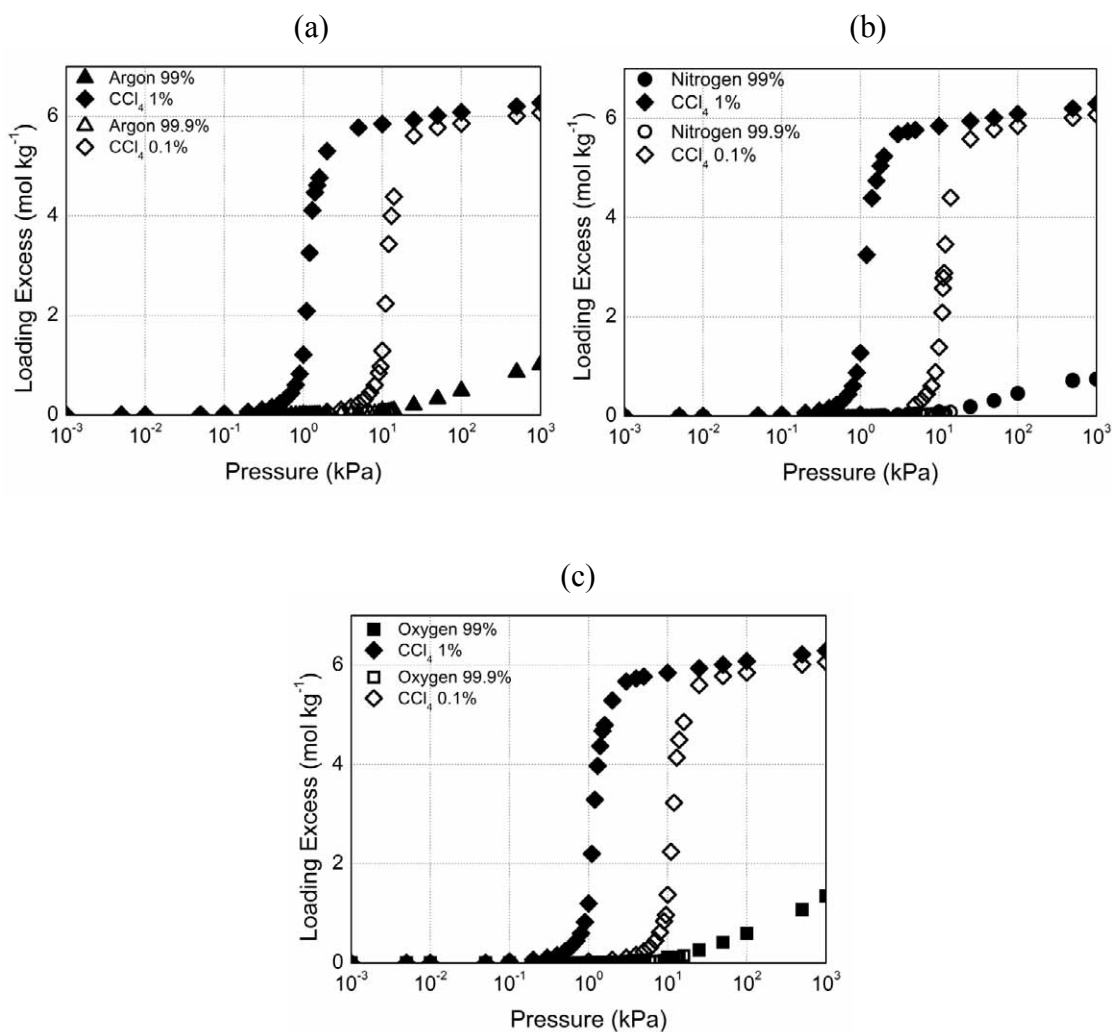 (a)
Argon 99%
CCl₄ 1%
Argon 99.9%
CCl₄ 0.1%
Loading Excess (mol kg⁻¹)
6
4
2
0
10⁻³ 10⁻² 10⁻¹ 10⁰ 10¹ 10² 10³
Pressure (kPa)
(b)
Nitrogen 99%
CCl₄ 1%
Nitrogen 99.9%
CCl₄ 0.1%
Loading Excess (mol kg⁻¹)
6
4
2
0
10⁻³ 10⁻² 10⁻¹ 10⁰ 10¹ 10² 10³
Pressure (kPa)
(c)
Oxygen 99%
CCl₄ 1%
Oxygen 99.9%
CCl₄ 0.1%
Loading Excess (mol kg⁻¹)
6
4
2
0
10⁻³ 10⁻² 10⁻¹ 10⁰ 10¹ 10² 10³
Pressure (kPa)